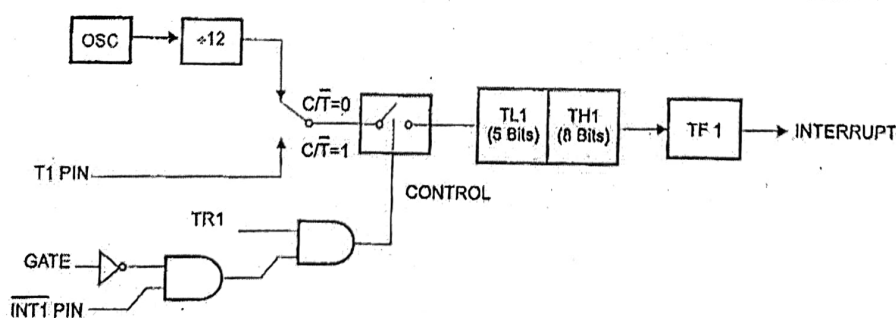 OSC
÷12
C/T̅=0
C/T̅=1
T1 PIN
TL1
(5 Bits)
TH1
(8 Bits)
TF 1
INTERRUPT
CONTROL
TR1
GATE
I̅N̅T̅1̅ PIN